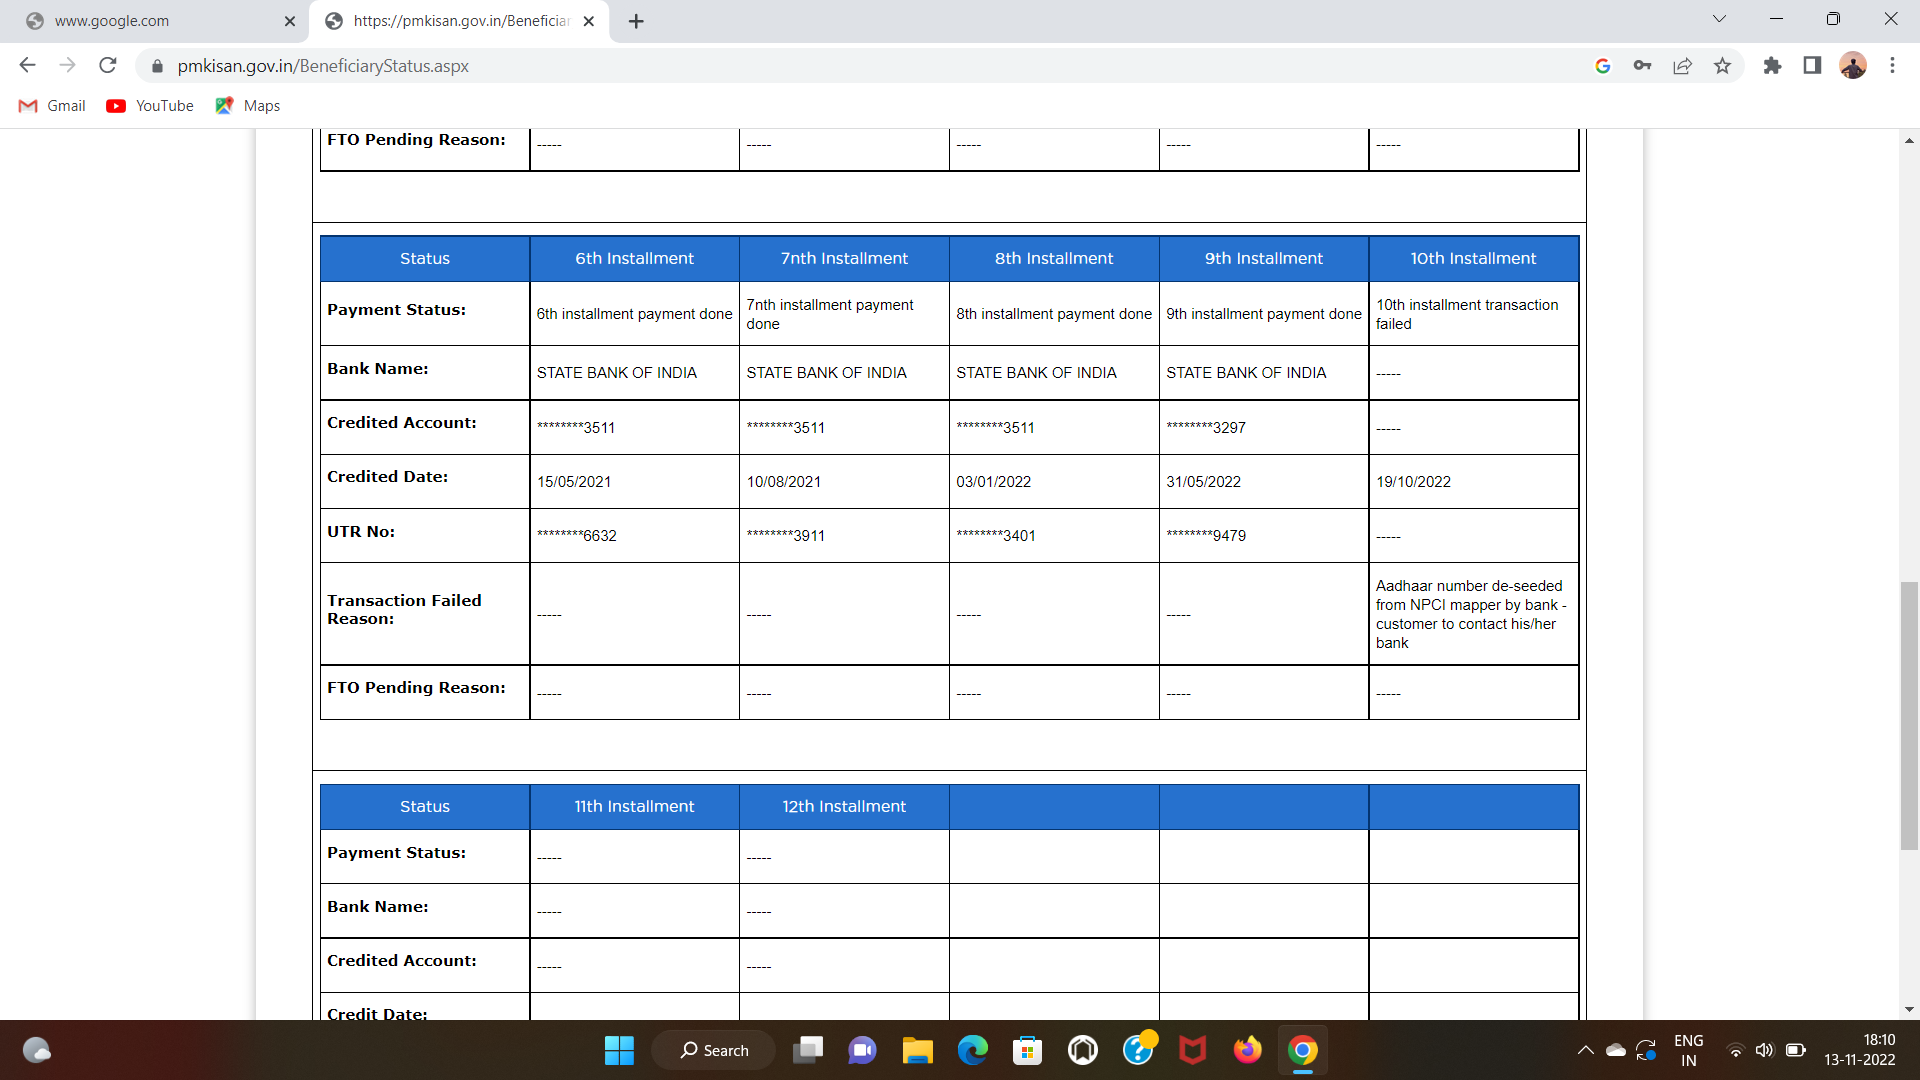 www.google.com
https://pmkisan.gov.in/Beneficiar
pmkisan.gov.in/BeneficiaryStatus.aspx
Gmail YouTube Maps
FTO Pending Reason: ----- ----- ----- ----- -----
Status 6th Installment 7nth Installment 8th Installment 9th Installment 10th Installment
Payment Status: 6th installment payment done 7nth installment payment done 8th installment payment done 9th installment payment done 10th installment transaction failed
Bank Name: STATE BANK OF INDIA STATE BANK OF INDIA STATE BANK OF INDIA STATE BANK OF INDIA -----
Credited Account: ********3511 ********3511 ********3511 ********3297 -----
Credited Date: 15/05/2021 10/08/2021 03/01/2022 31/05/2022 19/10/2022
UTR No: ********6632 ********3911 ********3401 ********9479 -----
Transaction Failed Reason: ----- ----- ----- ----- Aadhaar number de-seeded from NPCI mapper by bank - customer to contact his/her bank
FTO Pending Reason: ----- ----- ----- ----- -----
Status 11th Installment 12th Installment
Payment Status: ----- -----
Bank Name: ----- -----
Credited Account: ----- -----
Credit Date:
Search
ENG
IN
18:10
13-11-2022